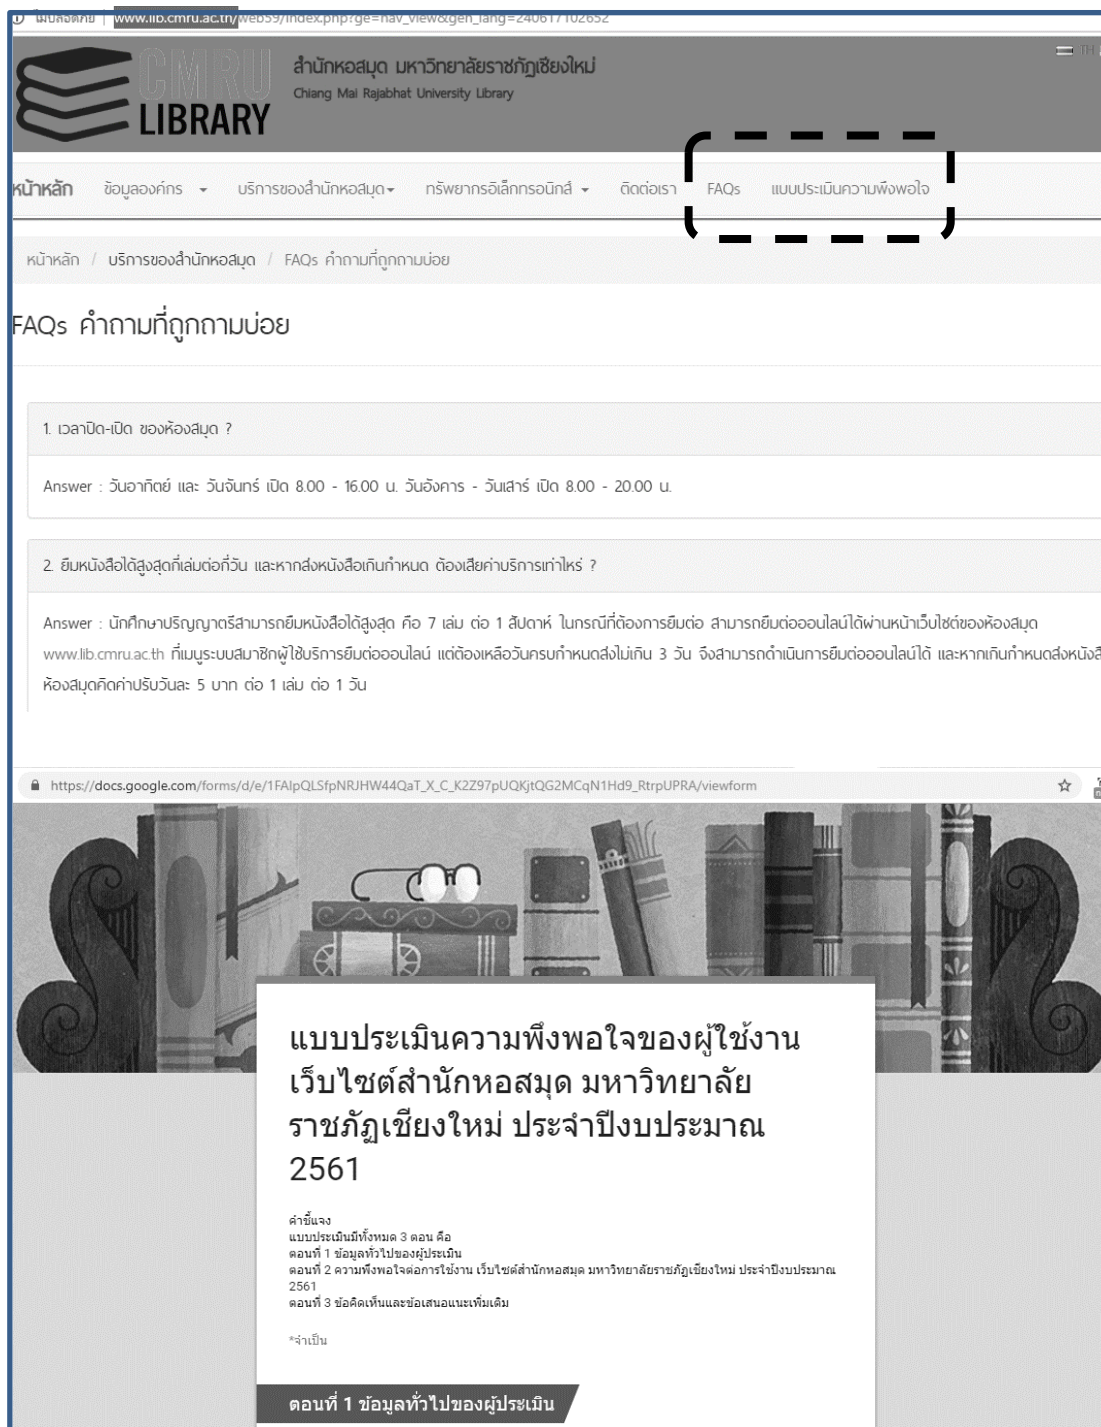 ไม่ปลอดภัย | www.lib.cmru.ac.th/web59/index.php?ge=nav_view&gen_lang=240617102652
CMRU
LIBRARY
สำนักหอสมุด มหาวิทยาลัยราชภัฏเชียงใหม่
Chiang Mai Rajabhat University Library
TH
หน้าหลัก ข้อมูลองค์กร บริการของสำนักหอสมุด ทรัพยากรอิเล็กทรอนิกส์ ติดต่อเรา FAQs แบบประเมินความพึงพอใจ
หน้าหลัก / บริการของสำนักหอสมุด / FAQs คำถามที่ถูกถามบ่อย
FAQs คำถามที่ถูกถามบ่อย
1. เวลาปิด-เปิด ของห้องสมุด ?
Answer : วันอาทิตย์ และ วันจันทร์ เปิด 8.00 - 16.00 น. วันอังคาร - วันเสาร์ เปิด 8.00 - 20.00 น.
2. ยืมหนังสือได้สูงสุดกี่เล่มต่อกี่วัน และหากส่งหนังสือเกินกำหนด ต้องเสียค่าบริการเท่าไหร่ ?
Answer : นักศึกษาปริญญาตรีสามารถยืมหนังสือได้สูงสุด คือ 7 เล่ม ต่อ 1 สัปดาห์ ในกรณีที่ต้องการยืมต่อ สามารถยืมต่อออนไลน์ได้ผ่านหน้าเว็บไซต์ของห้องสมุด
www.lib.cmru.ac.th ที่เมนูระบบสมาชิกผู้ใช้บริการยืมต่อออนไลน์ แต่ต้องเหลือวันครบกำหนดส่งไม่เกิน 3 วัน จึงสามารถดำเนินการยืมต่อออนไลน์ได้ และหากเกินกำหนดส่งหนังสื
ห้องสมุดคิดค่าปรับวันละ 5 บาท ต่อ 1 เล่ม ต่อ 1 วัน
https://docs.google.com/forms/d/e/1FAIpQLSfpNRJHW44QaT_X_C_K2Z97pUQKjtQG2MCqN1Hd9_RtrpUPRA/viewform
แบบประเมินความพึงพอใจของผู้ใช้งาน
เว็บไซต์สำนักหอสมุด มหาวิทยาลัย
ราชภัฏเชียงใหม่ ประจำปีงบประมาณ
2561
คำชี้แจง
แบบประเมินมีทั้งหมด 3 ตอน คือ
ตอนที่ 1 ข้อมูลทั่วไปของผู้ประเมิน
ตอนที่ 2 ความพึงพอใจต่อการใช้งาน เว็บไซต์สำนักหอสมุด มหาวิทยาลัยราชภัฏเชียงใหม่ ประจำปีงบประมาณ
2561
ตอนที่ 3 ข้อคิดเห็นและข้อเสนอแนะเพิ่มเติม
*จำเป็น
ตอนที่ 1 ข้อมูลทั่วไปของผู้ประเมิน